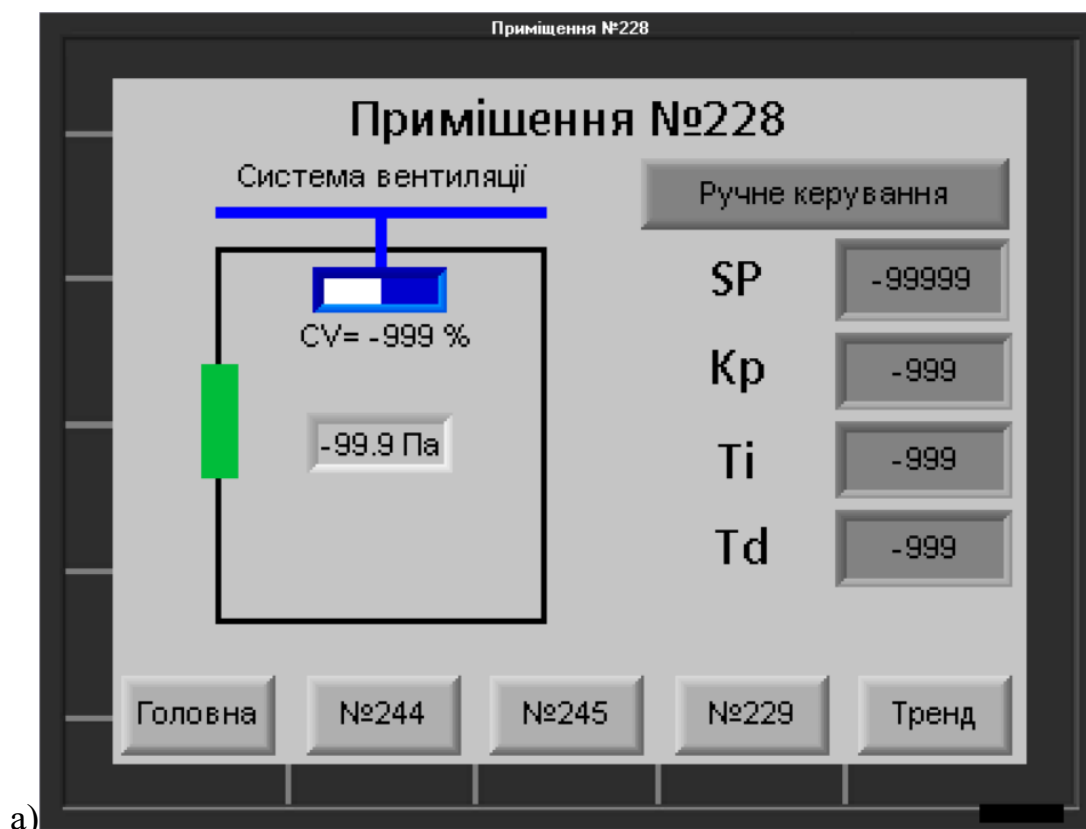 Приміщення №228
Приміщення №228
Система вентиляції
Ручне керування
SP
-99999
CV= -999 %
Kp
-999
-99.9 Па
Ti
-999
Td
-999
Головна
№244
№245
№229
Тренд
а)